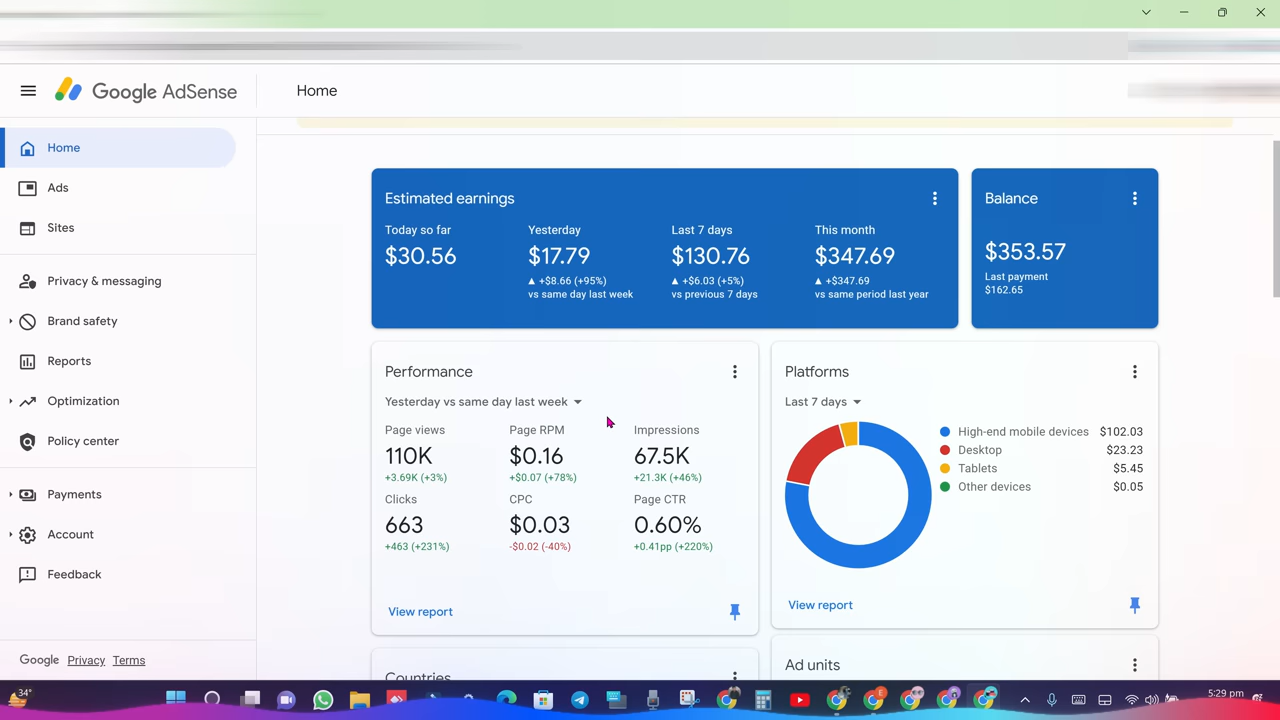 Google AdSense
Home
Home
Ads
Sites
Privacy & messaging
Brand safety
Reports
Optimization
Policy center
Payments
Account
Feedback
Google Privacy Terms
Estimated earnings
Today so far
$30.56
Yesterday
$17.79
▲ +$8.66 (+95%)
vs same day last week
Last 7 days
$130.76
▲ +$6.03 (+5%)
vs previous 7 days
This month
$347.69
▲ +$347.69
vs same period last year
Balance
$353.57
Last payment
$162.65
Performance
Yesterday vs same day last week
Page views
110K
+3.69K (+3%)
Page RPM
$0.16
+$0.07 (+78%)
Impressions
67.5K
+21.3K (+46%)
Clicks
663
+463 (+231%)
CPC
$0.03
-$0.02 (-40%)
Page CTR
0.60%
+0.41pp (+220%)
View report
Platforms
Last 7 days
High-end mobile devices $102.03
Desktop $23.23
Tablets $5.45
Other devices $0.05
View report
Countries
Ad units
34°
5:29 pm